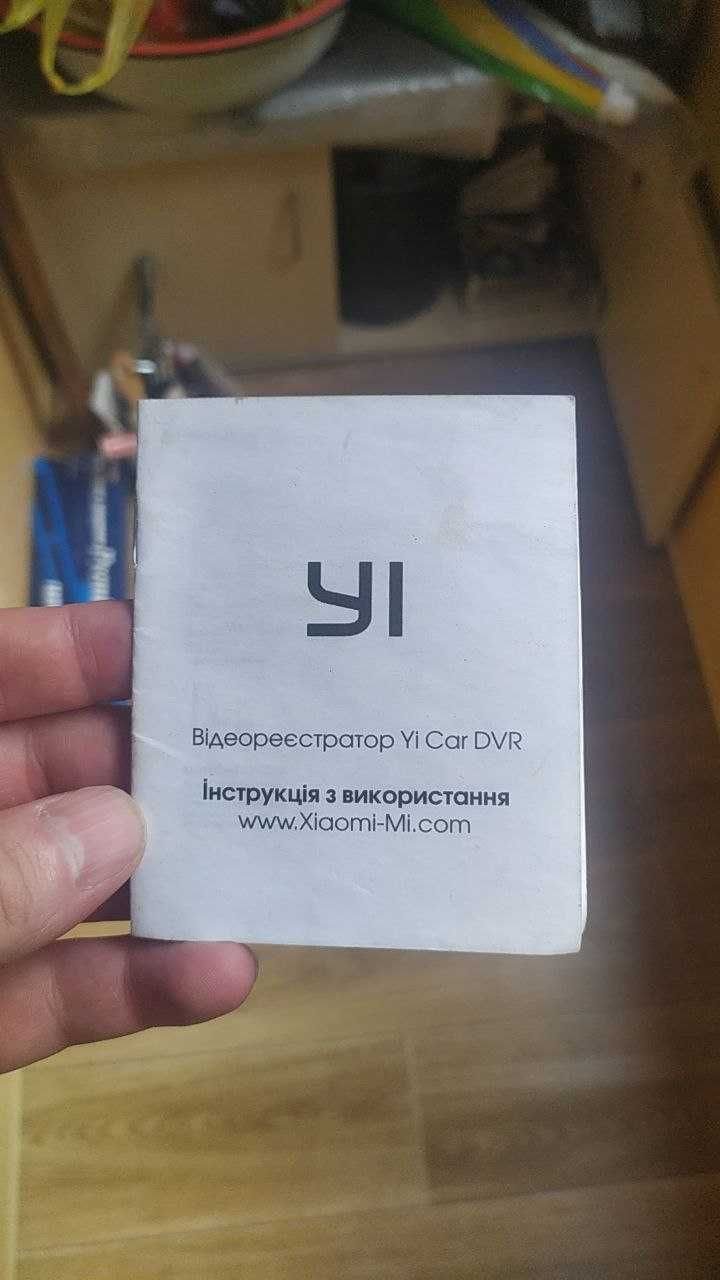 YI
Відеореєстратор Yi Car DVR
Інструкція з використання
www.Xiaomi-Mi.com